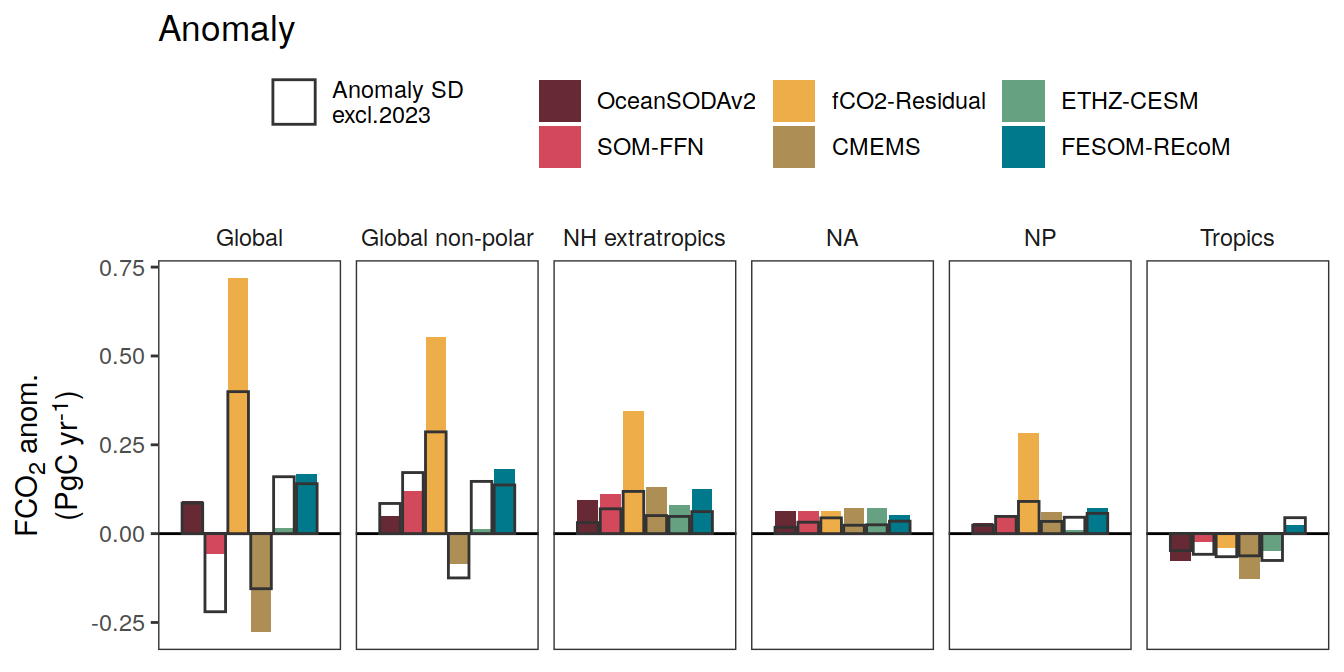 Anomaly
Anomaly SD
excl.2023
OceanSODAv2
fCO2-Residual
ETHZ-CESM
SOM-FFN
CMEMS
FESOM-REcoM
Global
Global non-polar
NH extratropics
NA
NP
Tropics
FCO₂ anom.
(PgC yr⁻¹)
0.75
0.50
0.25
0.00
-0.25